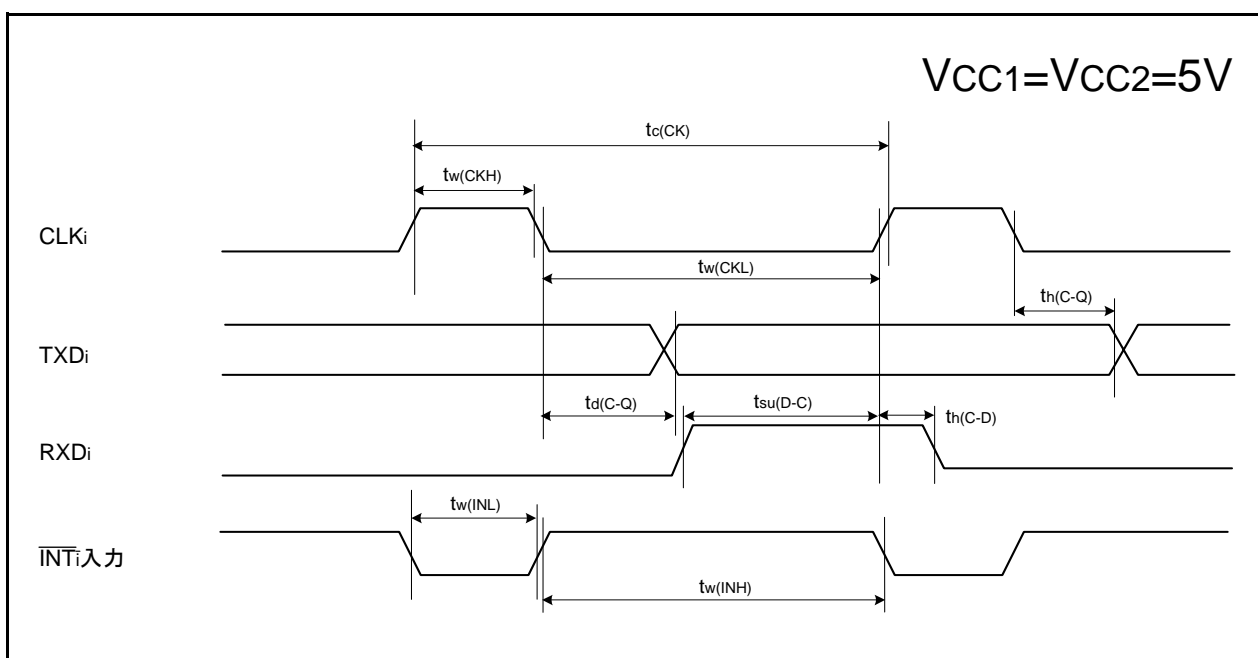 VCC1=VCC2=5V
tc(CK)
tw(CKH)
CLKi
tw(CKL)
th(C-Q)
TXDi
td(C-Q)
tsu(D-C)
th(C-D)
RXDi
tw(INL)
INTi入力
tw(INH)